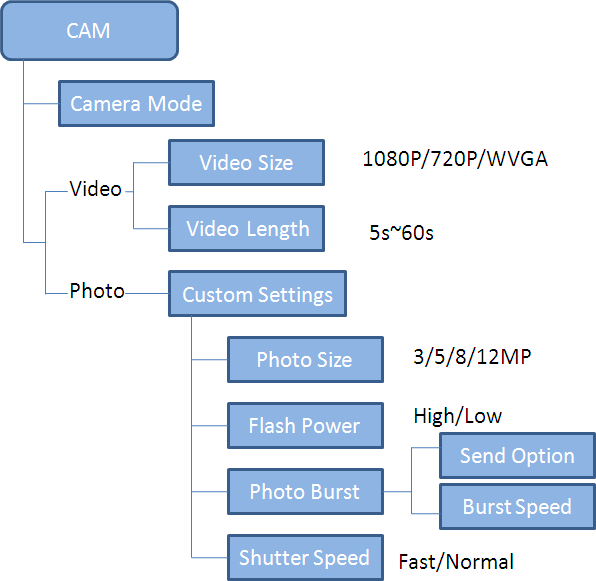 CAM
Camera Mode
Video
Video Size
1080P/720P/WVGA
Video Length
5s~60s
Photo
Custom Settings
Photo Size
3/5/8/12MP
Flash Power
High/Low
Photo Burst
Send Option
Burst Speed
Shutter Speed
Fast/Normal